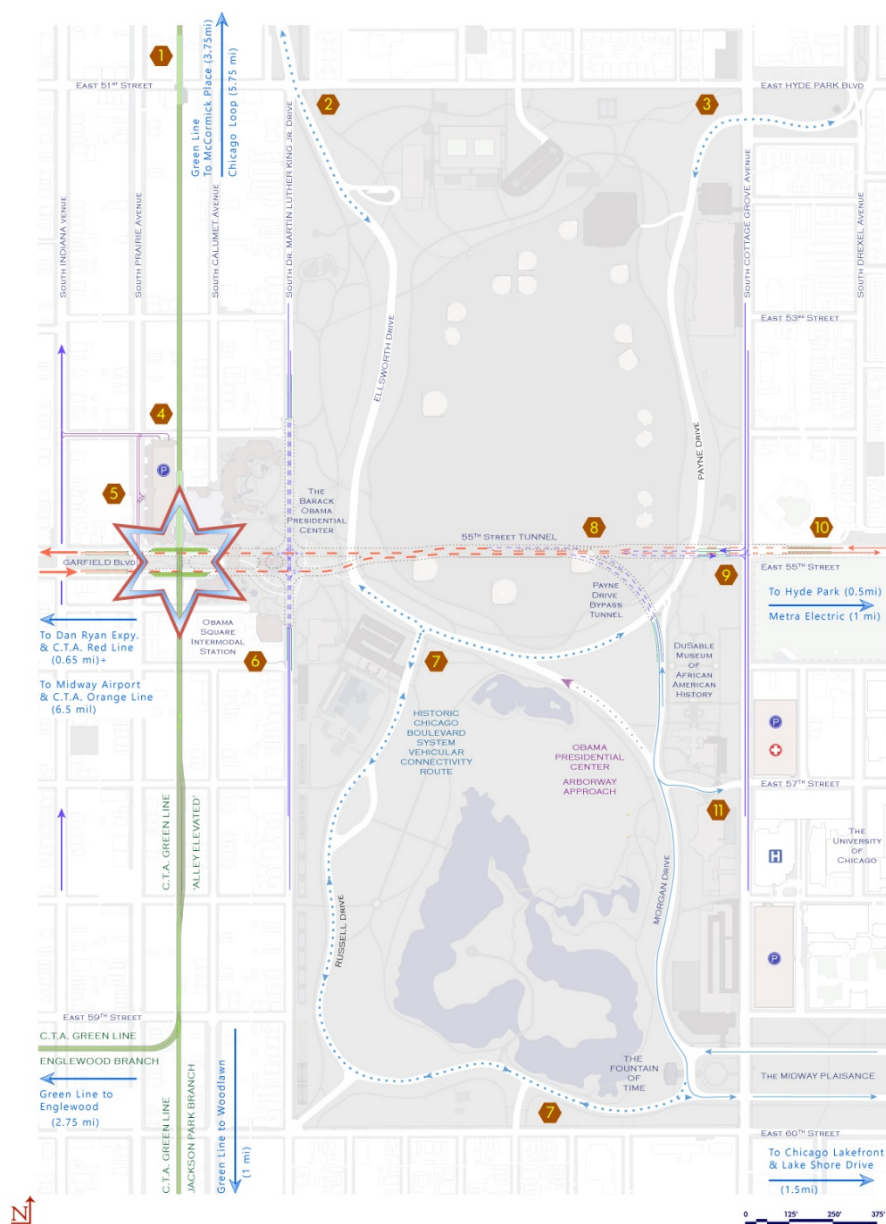 1
Green Line
To McCormick Place (3.75mi)
Chicago Loop (5.75 mi)
East 51st Street
2
3
East Hyde Park Blvd
South Indiana venue
South Prairie Avenue
South Calumet Avenue
South Dr. Martin Luther King Jr. Drive
South Cottage Grove Avenue
South Drexel Avenue
East 53rd Street
Ellsworth Drive
Payne Drive
4
P
5
The
Barack
Obama
Presidential
Center
55th Street Tunnel
8
10
Garfield Blvd
9
East 55th Street
Payne
Drive
Bypass
Tunnel
To Hyde Park (0.5mi)
Metra Electric (1 mi)
To Dan Ryan Expy.
& C.T.A. Red Line
(0.65 mi)+
To Midway Airport
& C.T.A. Orange Line
(6.5 mil)
Obama
Square
Intermodal
Station
6
7
DuSable
Museum
of
African
American
History
Historic
Chicago
Boulevard
System
Vehicular
Connectivity
Route
Obama
Presidential
Center
Arborway
Approach
P
East 57th Street
11
C.T.A. Green Line
'Alley Elevated'
The
University
of
Chicago
H
Russell Drive
Morgan Drive
P
East 59th Street
C.T.A. Green Line
Englewood Branch
Green Line to
Englewood
(2.75 mi)
C.T.A. Green Line
Jackson Park Branch
Green Line to Woodlawn
(1 mi)
The
Fountain
of
Time
The Midway Plaisance
7
East 60th Street
To Chicago Lakefront
& Lake Shore Drive
(1.5mi)
N
0 125' 250' 375'